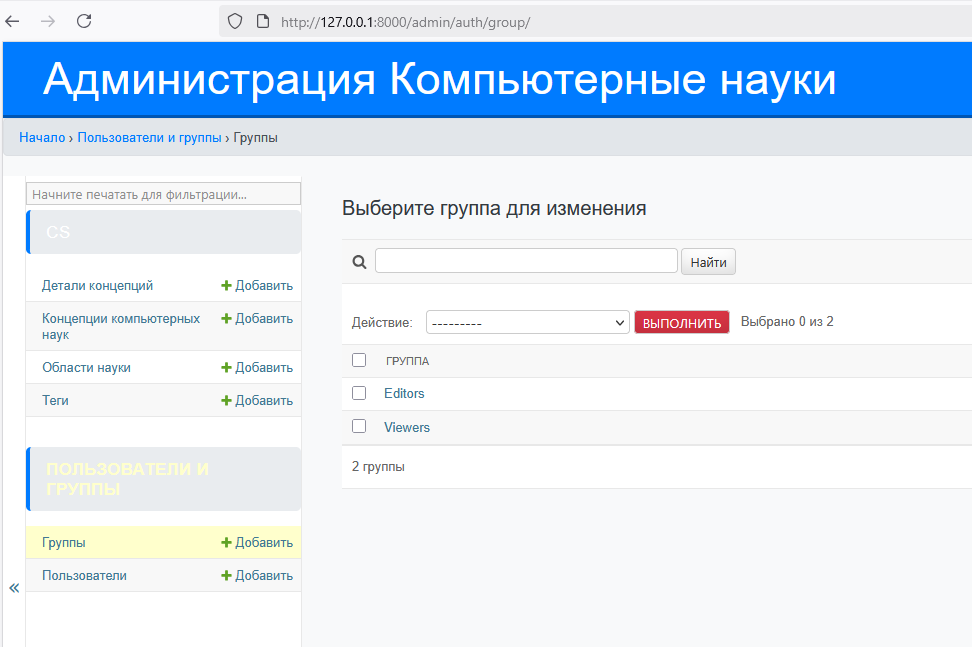 http://127.0.0.1:8000/admin/auth/group/
Администрация Компьютерные науки
Начало › Пользователи и группы › Группы
Начните печатать для фильтрации...
CS
Детали концепций Добавить
Концепции компьютерных Добавить
наук
Области науки Добавить
Теги Добавить
ПОЛЬЗОВАТЕЛИ И
ГРУППЫ
Группы Добавить
Пользователи Добавить
«
Выберите группа для изменения
Найти
Действие: --------- ВЫПОЛНИТЬ Выбрано 0 из 2
ГРУППА
Editors
Viewers
2 группы